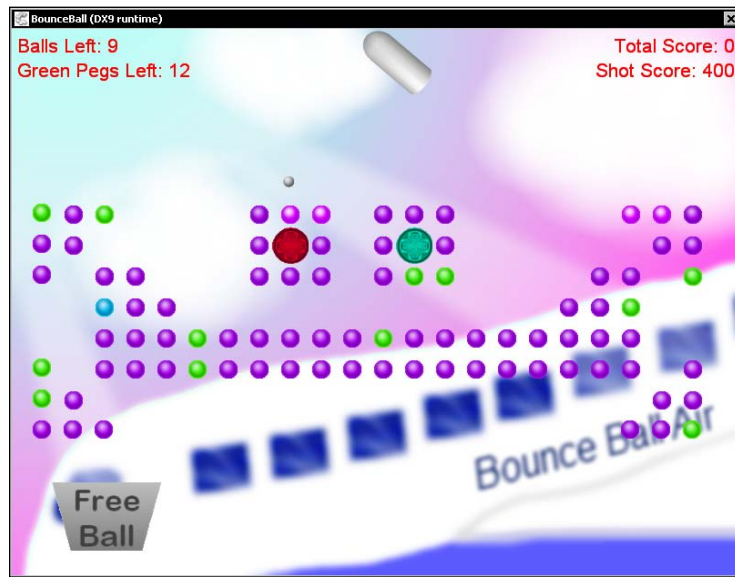 BounceBall (DX9 runtime)
Balls Left: 9
Total Score: 0
Green Pegs Left: 12
Shot Score: 400
Bounce Ball Air
Free
Ball